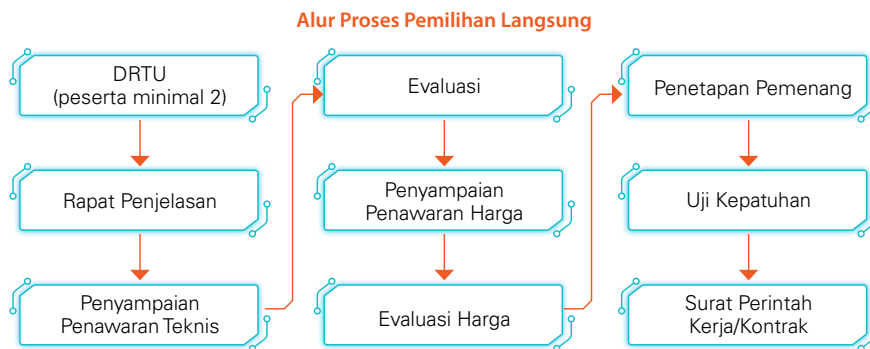 Alur Proses Pemilihan Langsung
DRTU
(peserta minimal 2)
Rapat Penjelasan
Penyampaian
Penawaran Teknis
Evaluasi
Penyampaian
Penawaran Harga
Evaluasi Harga
Penetapan Pemenang
Uji Kepatuhan
Surat Perintah
Kerja/Kontrak